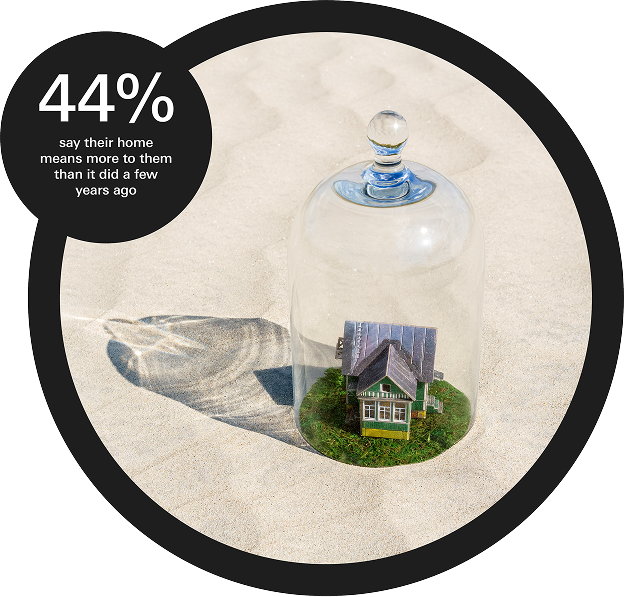 44%
say their home
means more to them
than it did a few
years ago